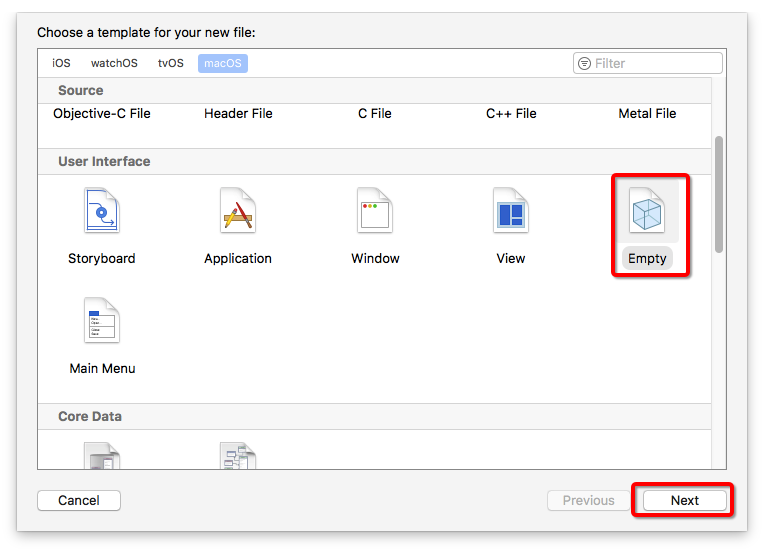 Choose a template for your new file:
iOS watchOS tvOS macOS Filter
Source
Objective-C File Header File C File C++ File Metal File
User Interface
Storyboard Application Window View Empty
Main Menu
Core Data
Cancel Previous Next